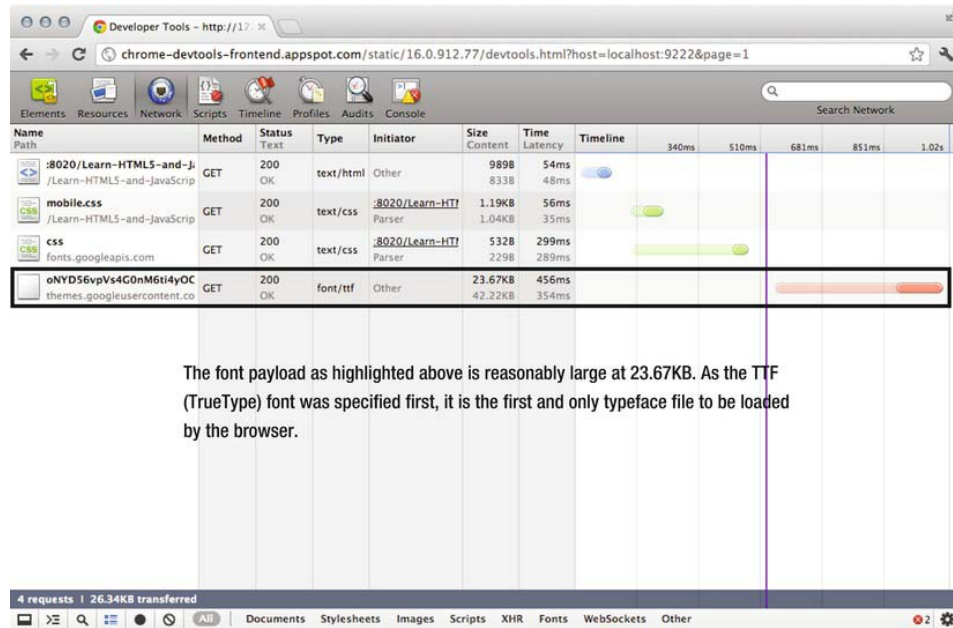 Developer Tools - http://17
chrome-devtools-frontend.appspot.com/static/16.0.912.77/devtools.html?host=localhost:9222&page=1
Elements Resources Network Scripts Timeline Profiles Audits Console
Search Network
Name Path Method Status Text Type Initiator Size Content Time Latency Timeline 340ms 510ms 681ms 851ms 1.02s
:8020/Learn-HTML5-and-Ja GET 200 text/html Other 989B 54ms
/Learn-HTML5-and-JavaScrip OK 833B 48ms
mobile.css GET 200 text/css :8020/Learn-HTM 1.19KB 56ms
/Learn-HTML5-and-JavaScrip OK Parser 1.04KB 35ms
css GET 200 text/css :8020/Learn-HTM 532B 299ms
fonts.googleapis.com OK Parser 229B 289ms
oNYD56vpVs4G0nM6ti4yOC GET 200 font/ttf Other 23.67KB 456ms
themes.googleusercontent.co OK 42.22KB 354ms
The font payload as highlighted above is reasonably large at 23.67KB. As the TTF
(TrueType) font was specified first, it is the first and only typeface file to be loaded
by the browser.
4 requests | 26.34KB transferred
All Documents Stylesheets Images Scripts XHR Fonts WebSockets Other 2